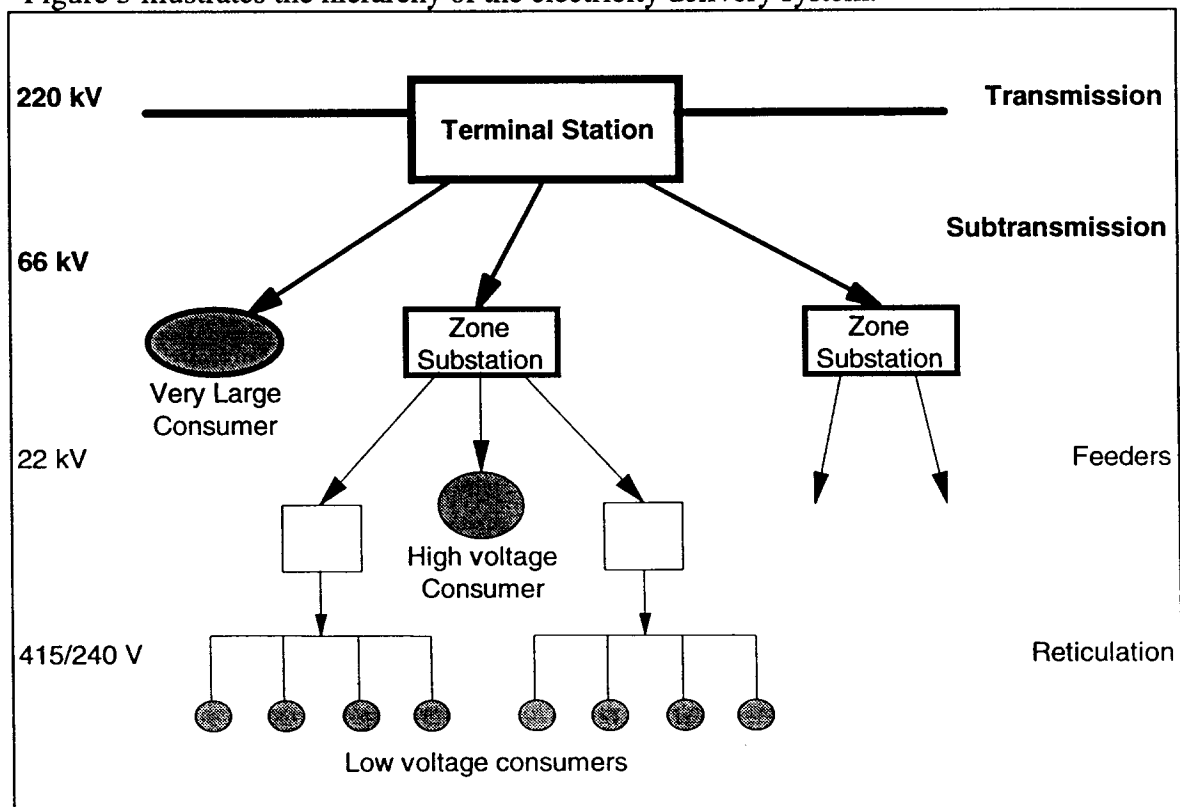 Figure 3 illustrates the hierarchy of the electricity delivery system.
220 kV
Transmission
Terminal Station
Subtransmission
66 kV
Zone
Substation
Zone
Substation
Very Large
Consumer
22 kV
Feeders
High voltage
Consumer
415/240 V
Reticulation
Low voltage consumers